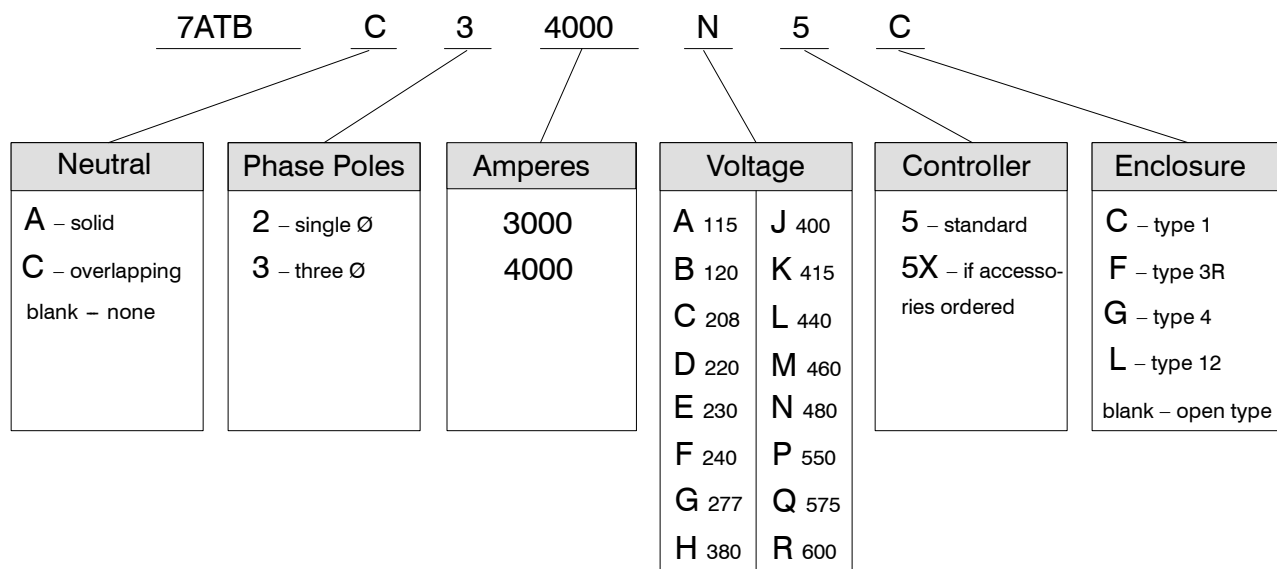 7ATB C 3 4000 N 5 C
Neutral
A – solid
C – overlapping
blank – none
Phase Poles
2 – single Ø
3 – three Ø
Amperes
3000
4000
Voltage
A 115
B 120
C 208
D 220
E 230
F 240
G 277
H 380
J 400
K 415
L 440
M 460
N 480
P 550
Q 575
R 600
Controller
5 – standard
5X – if accesso-
ries ordered
Enclosure
C – type 1
F – type 3R
G – type 4
L – type 12
blank – open type